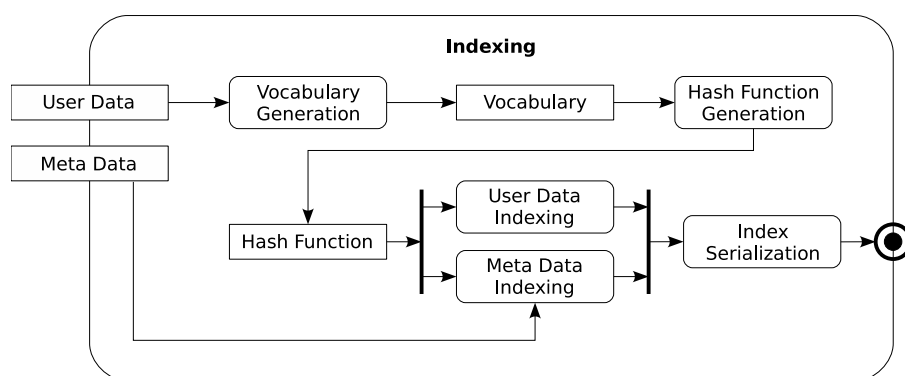 Indexing
User Data
Vocabulary
Generation
Vocabulary
Hash Function
Generation
Meta Data
Hash Function
User Data
Indexing
Meta Data
Indexing
Index
Serialization